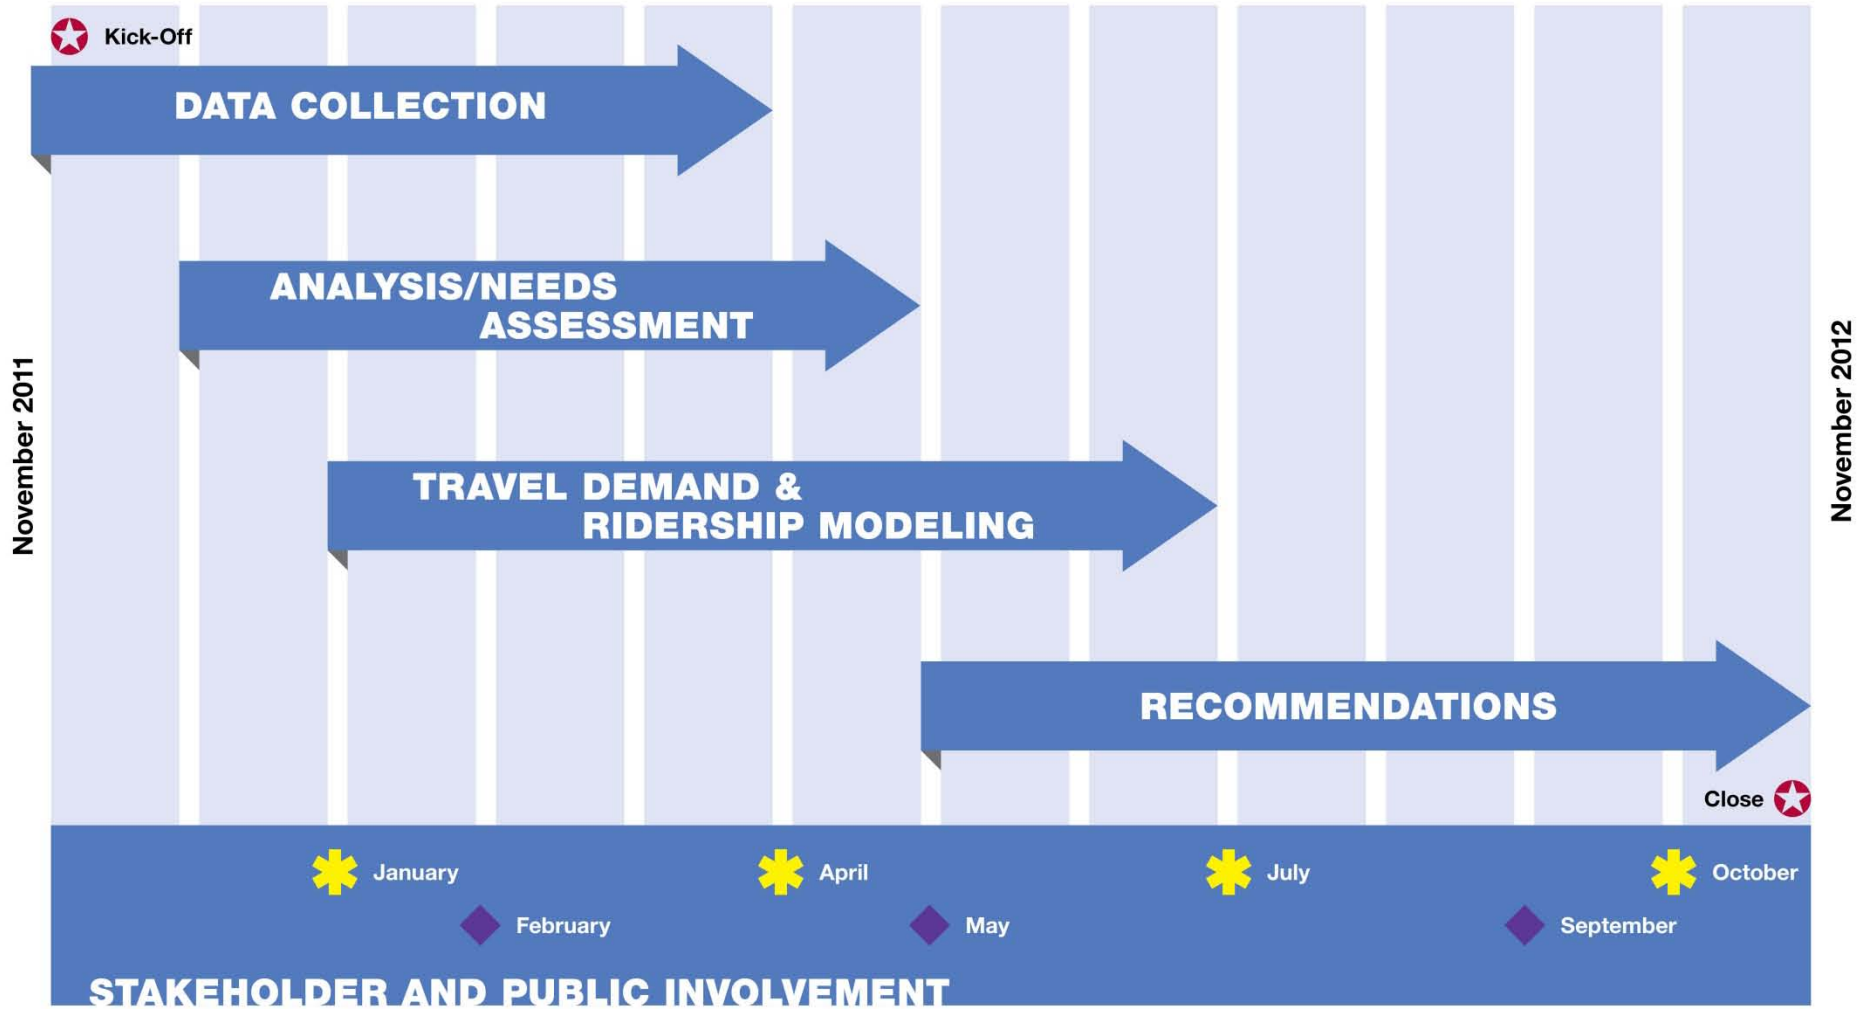 Kick-Off
DATA COLLECTION
ANALYSIS/NEEDS
ASSESSMENT
November 2011
TRAVEL DEMAND &
RIDERSHIP MODELING
November 2012
RECOMMENDATIONS
Close
January
April
July
October
February
May
September
STAKEHOLDER AND PUBLIC INVOLVEMENT